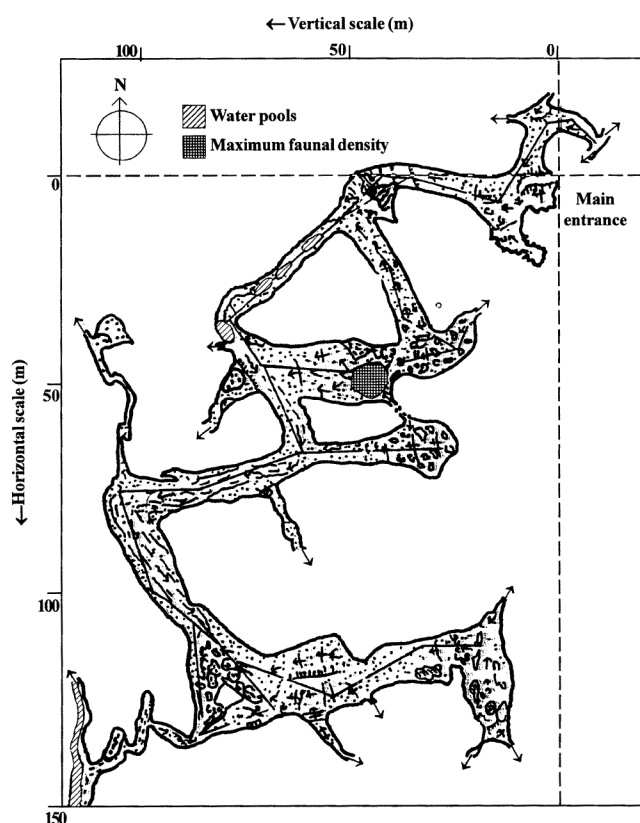 ←Vertical scale (m)
100 50 0
N
Water pools
Maximum faunal density
0
Main
entrance
50
←Horizontal scale (m)
100
150